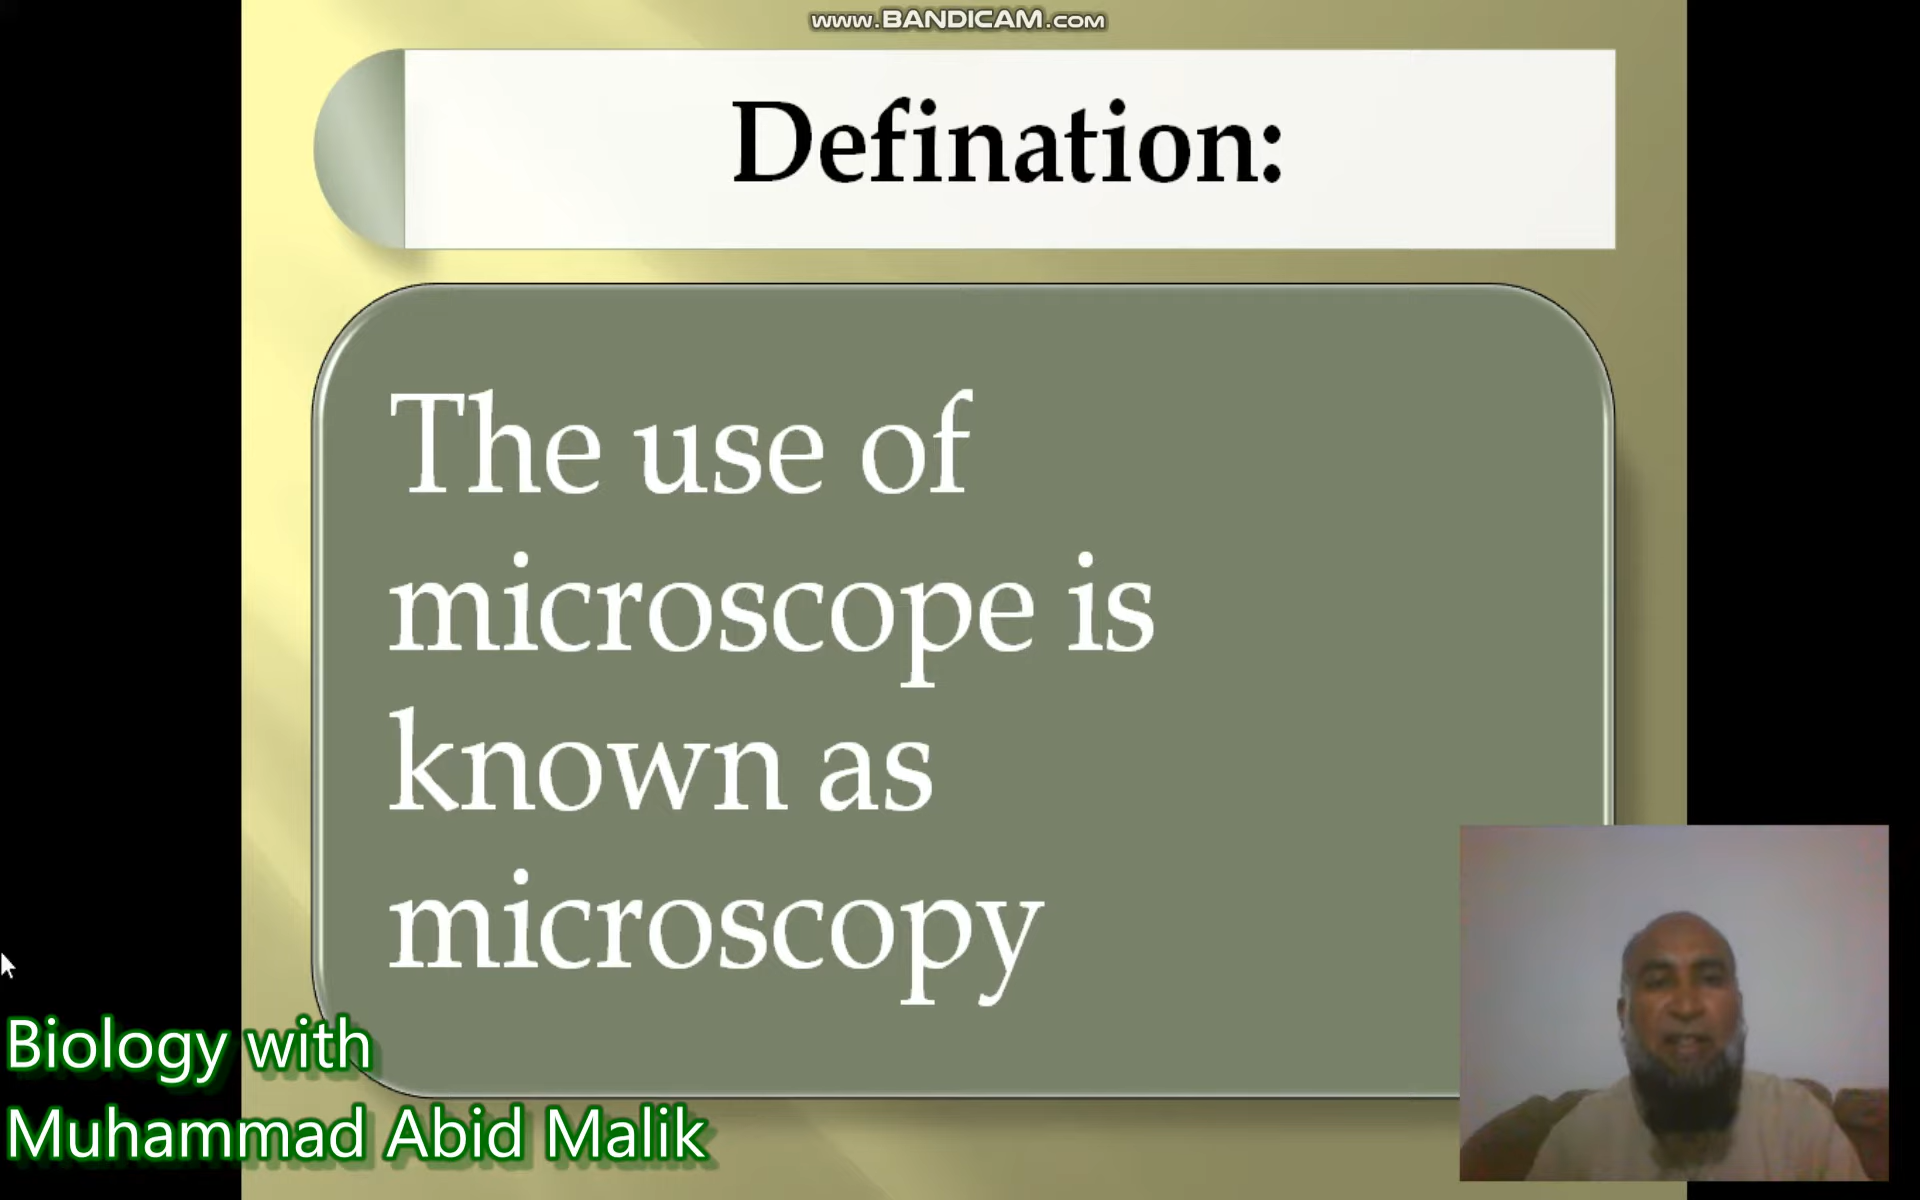 www.BANDICAM.com
Defination:
The use of
microscope is
known as
microscopy
Biology with
Muhammad Abid Malik